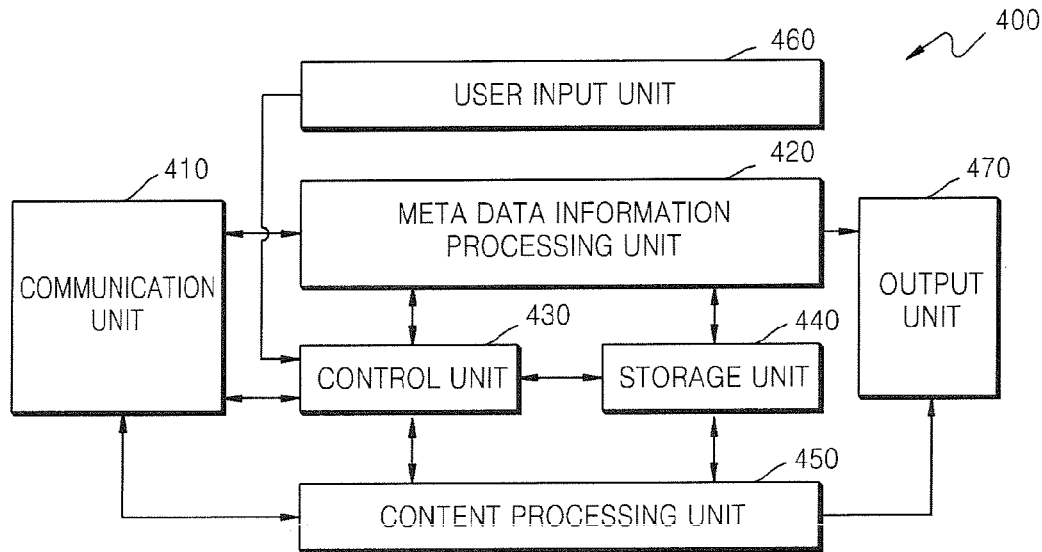 400
460
USER INPUT UNIT
410
420
470
META DATA INFORMATION
PROCESSING UNIT
COMMUNICATION
UNIT
OUTPUT
UNIT
430
440
CONTROL UNIT
STORAGE UNIT
450
CONTENT PROCESSING UNIT